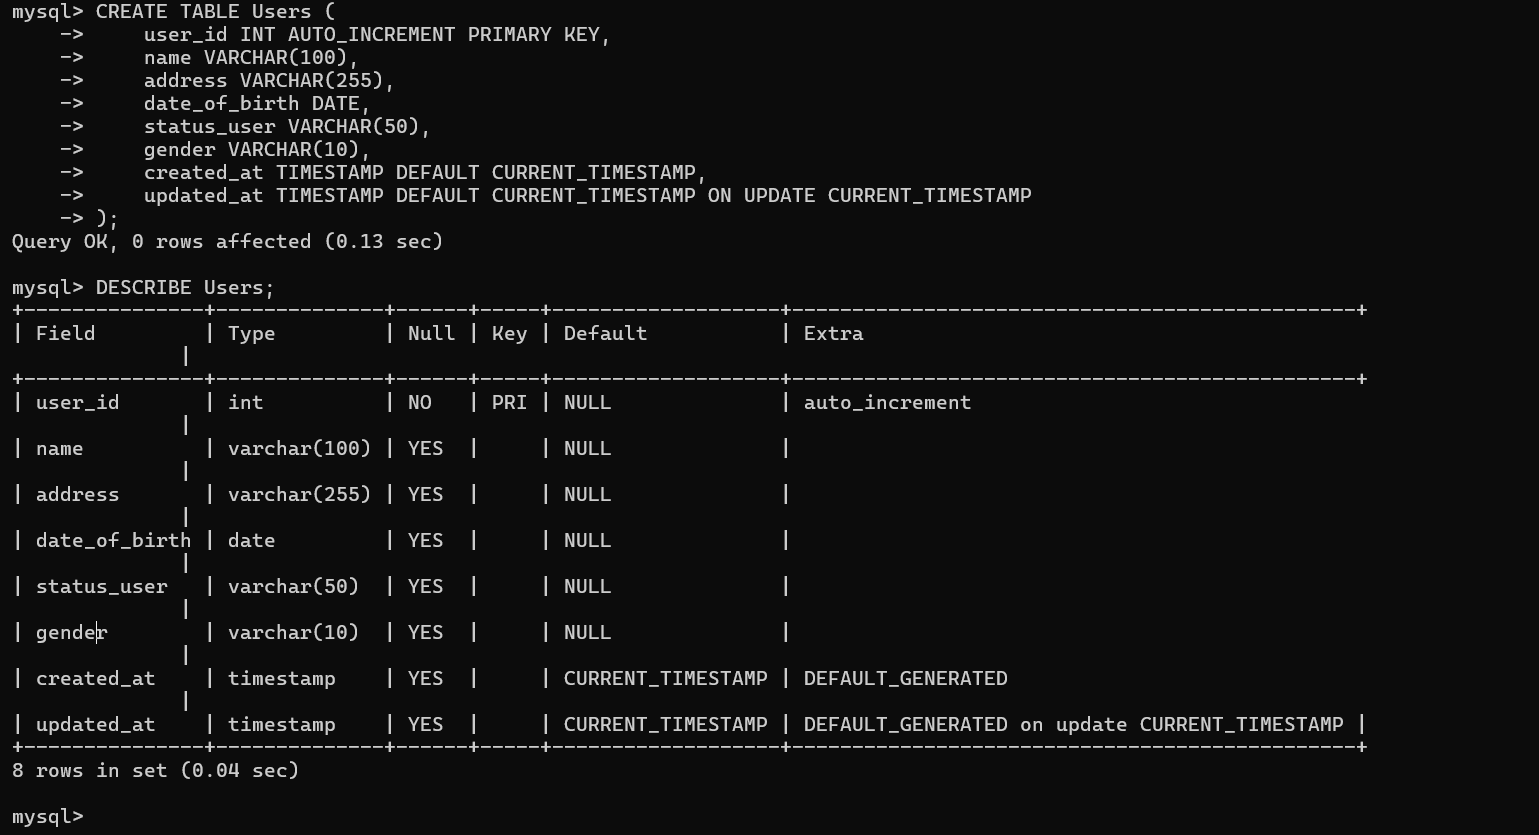 mysql> CREATE TABLE Users (
    ->     user_id INT AUTO_INCREMENT PRIMARY KEY,
    ->     name VARCHAR(100),
    ->     address VARCHAR(255),
    ->     date_of_birth DATE,
    ->     status_user VARCHAR(50),
    ->     gender VARCHAR(10),
    ->     created_at TIMESTAMP DEFAULT CURRENT_TIMESTAMP,
    ->     updated_at TIMESTAMP DEFAULT CURRENT_TIMESTAMP ON UPDATE CURRENT_TIMESTAMP
    -> );
Query OK, 0 rows affected (0.13 sec)

mysql> DESCRIBE Users;
+---------------+--------------+------+-----+-------------------+-----------------------------------------------+
| Field         | Type         | Null | Key | Default           | Extra
              |
+---------------+--------------+------+-----+-------------------+-----------------------------------------------+
| user_id       | int          | NO   | PRI | NULL              | auto_increment
              |
| name          | varchar(100) | YES  |     | NULL              |
              |
| address       | varchar(255) | YES  |     | NULL              |
              |
| date_of_birth | date         | YES  |     | NULL              |
              |
| status_user   | varchar(50)  | YES  |     | NULL              |
              |
| gender        | varchar(10)  | YES  |     | NULL              |
              |
| created_at    | timestamp    | YES  |     | CURRENT_TIMESTAMP | DEFAULT_GENERATED
              |
| updated_at    | timestamp    | YES  |     | CURRENT_TIMESTAMP | DEFAULT_GENERATED on update CURRENT_TIMESTAMP |
+---------------+--------------+------+-----+-------------------+-----------------------------------------------+
8 rows in set (0.04 sec)

mysql>